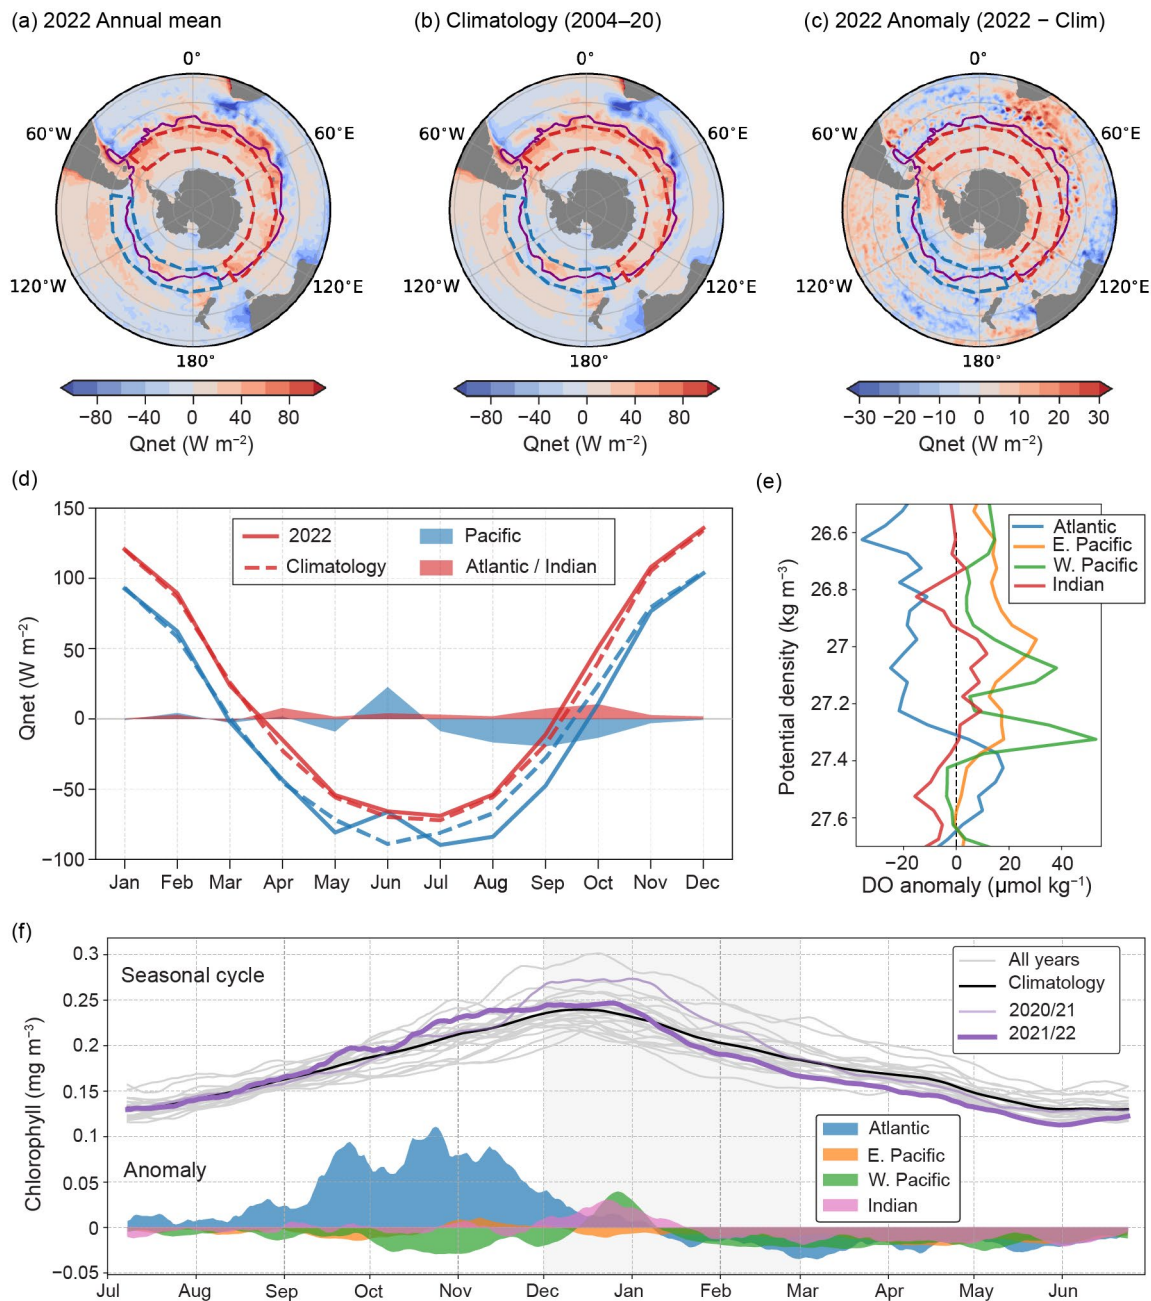 (a) 2022 Annual mean
(b) Climatology (2004–20)
(c) 2022 Anomaly (2022 − Clim)
0°
0°
0°
60°W
60°E
60°W
60°E
60°W
60°E
120°W
120°E
120°W
120°E
120°W
120°E
180°
180°
180°
−80 −40 0 40 80
−80 −40 0 40 80
−30 −20 −10 0 10 20 30
Qnet (W m⁻²)
Qnet (W m⁻²)
Qnet (W m⁻²)
(d)
150
100
50
0
−50
−100
Qnet (W m⁻²)
2022
Climatology
Pacific
Atlantic / Indian
Jan Feb Mar Apr May Jun Jul Aug Sep Oct Nov Dec
(e)
26.6
26.8
27
27.2
27.4
27.6
Potential density (kg m⁻³)
Atlantic
E. Pacific
W. Pacific
Indian
−20 0 20 40
DO anomaly (µmol kg⁻¹)
(f)
0.3
0.25
0.2
0.15
0.1
0.05
0
−0.05
Chlorophyll (mg m⁻³)
Seasonal cycle
All years
Climatology
2020/21
2021/22
Anomaly
Atlantic
E. Pacific
W. Pacific
Indian
Jul Aug Sep Oct Nov Dec Jan Feb Mar Apr May Jun